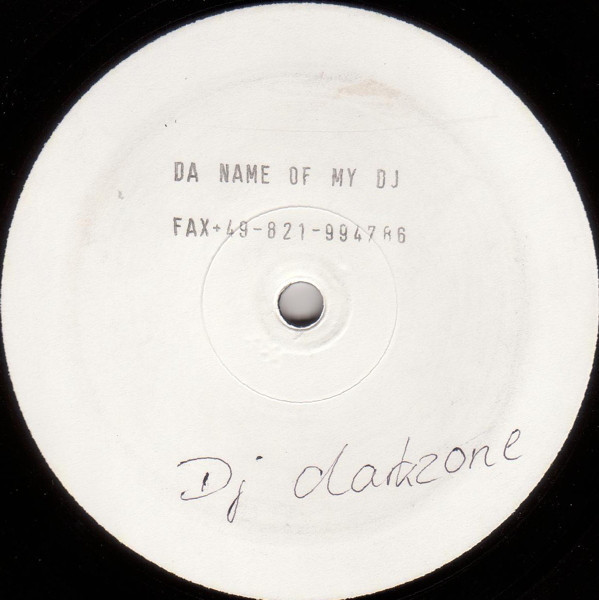 DA NAME OF MY DJ
FAX+49-821-994786
Dj darkzone